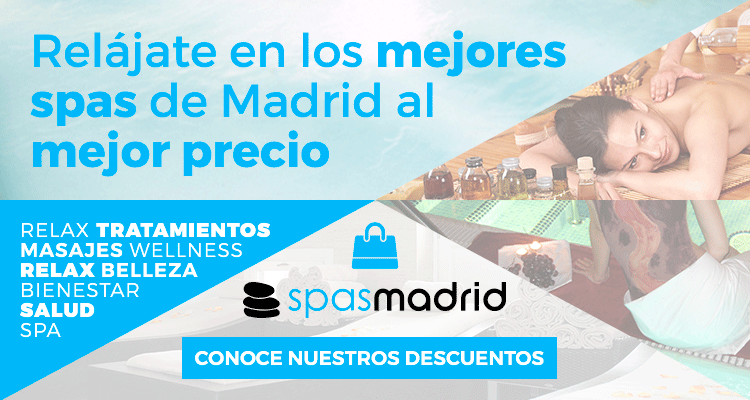 Relájate en los mejores
spas de Madrid al
mejor precio
RELAX TRATAMIENTOS
MASAJES WELLNESS
RELAX BELLEZA
BIENESTAR
SALUD
SPA
spasmadrid
CONOCE NUESTROS DESCUENTOS